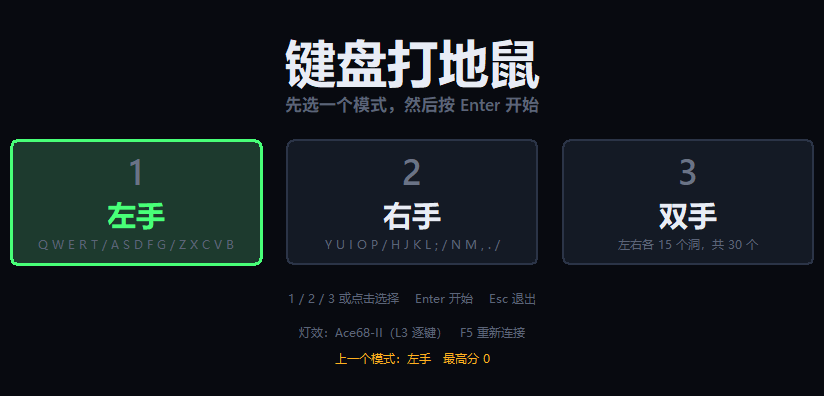 键盘打地鼠
先选一个模式，然后按 Enter 开始
1
左手
QWERT/ASDFG/ZXCVB
2
右手
YUIOP/HJKL;/NM,./
3
双手
左右各 15 个洞，共 30 个
1 / 2 / 3 或点击选择 Enter 开始 Esc 退出
灯效：Ace68-II（L3 逐键） F5 重新连接
上一个模式：左手 最高分 0